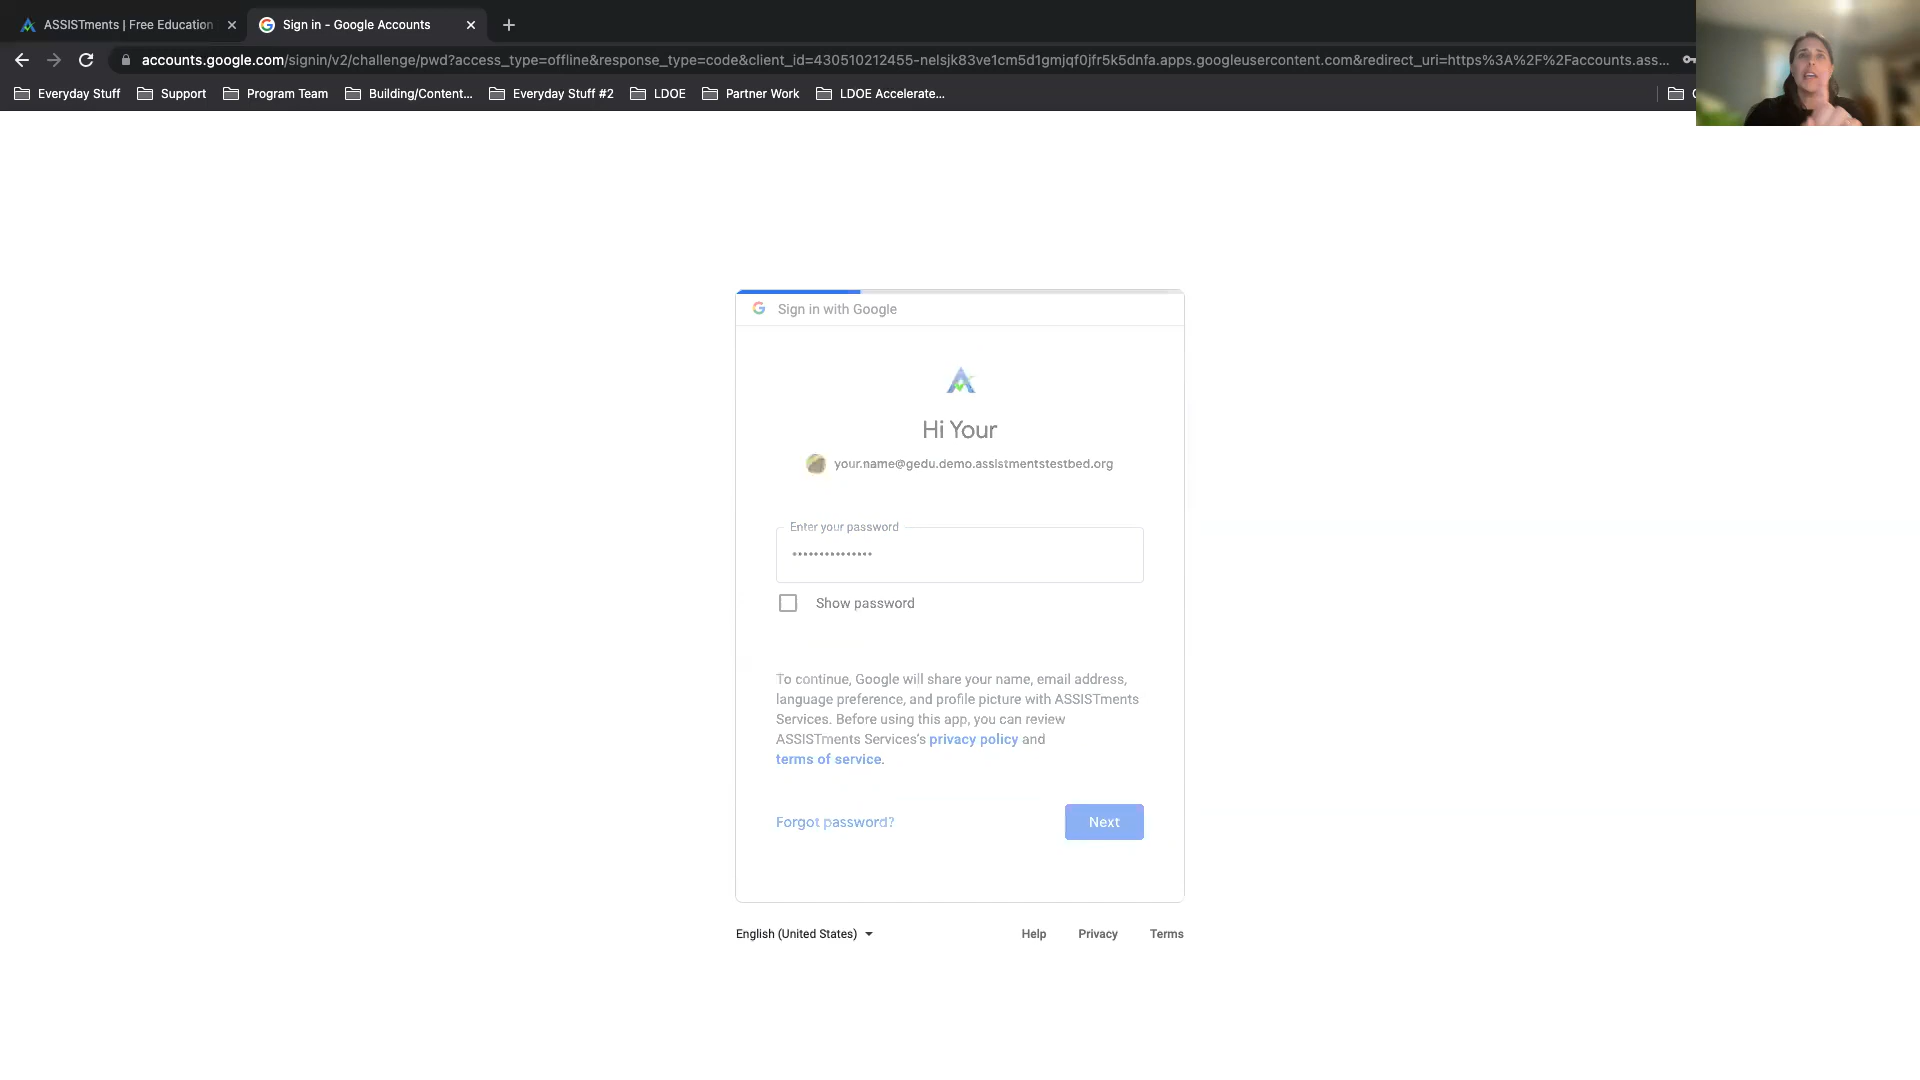 ASSISTments | Free Education
Sign in - Google Accounts
accounts.google.com/signin/v2/challenge/pwd?access_type=offline&response_type=code&client_id=430510212455-nelsjk83ve1cm5d1gmjqf0jfr5k5dnfa.apps.googleusercontent.com&redirect_uri=https%3A%2F%2Faccounts.ass...
Everyday Stuff
Support
Program Team
Building/Content...
Everyday Stuff #2
LDOE
Partner Work
LDOE Accelerate...
Sign in with Google
Hi Your
your.name@gedu.demo.assistmentstestbed.org
Enter your password
•••••••••••••••
Show password
To continue, Google will share your name, email address,
language preference, and profile picture with ASSISTments
Services. Before using this app, you can review
ASSISTments Services's privacy policy and
terms of service.
Forgot password?
Next
English (United States)
Help
Privacy
Terms